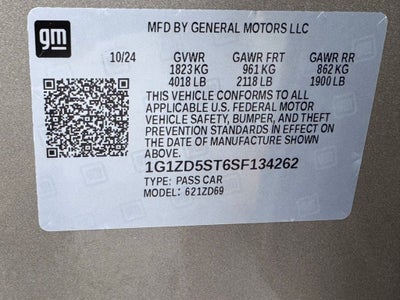 gm
MFD BY GENERAL MOTORS LLC
10/24 GVWR GAWR FRT GAWR RR
1823 KG 961 KG 862 KG
4018 LB 2118 LB 1900 LB
THIS VEHICLE CONFORMS TO ALL
APPLICABLE U.S. FEDERAL MOTOR
VEHICLE SAFETY, BUMPER, AND THEFT
PREVENTION STANDARDS IN EFFECT ON
THE DATE OF MANUFACTURE SHOWN
ABOVE.
1G1ZD5ST6SF134262
TYPE: PASS CAR
MODEL: 621ZD69